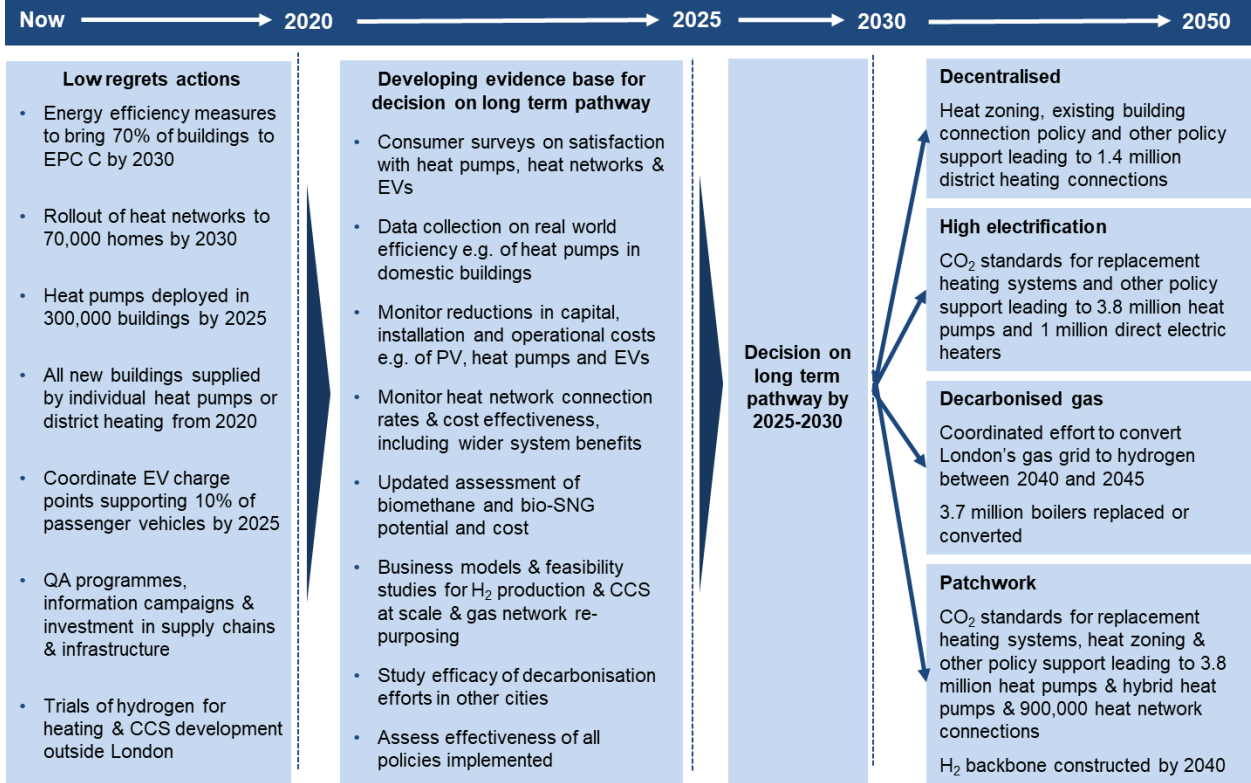 Now
2020
2025
2030
2050
Low regrets actions
• Energy efficiency measures
to bring 70% of buildings to
EPC C by 2030
• Rollout of heat networks to
70,000 homes by 2030
• Heat pumps deployed in
300,000 buildings by 2025
• All new buildings supplied
by individual heat pumps or
district heating from 2020
• Coordinate EV charge
points supporting 10% of
passenger vehicles by 2025
• QA programmes,
information campaigns &
investment in supply chains
& infrastructure
• Trials of hydrogen for
heating & CCS development
outside London
Developing evidence base for
decision on long term pathway
• Consumer surveys on satisfaction
with heat pumps, heat networks &
EVs
• Data collection on real world
efficiency e.g. of heat pumps in
domestic buildings
• Monitor reductions in capital,
installation and operational costs
e.g. of PV, heat pumps and EVs
• Monitor heat network connection
rates & cost effectiveness,
including wider system benefits
• Updated assessment of
biomethane and bio-SNG
potential and cost
• Business models & feasibility
studies for H₂ production & CCS
at scale & gas network re-
purposing
• Study efficacy of decarbonisation
efforts in other cities
• Assess effectiveness of all
policies implemented
Decision on
long term
pathway by
2025-2030
Decentralised
Heat zoning, existing building
connection policy and other policy
support leading to 1.4 million
district heating connections
High electrification
CO₂ standards for replacement
heating systems and other policy
support leading to 3.8 million heat
pumps and 1 million direct electric
heaters
Decarbonised gas
Coordinated effort to convert
London's gas grid to hydrogen
between 2040 and 2045
3.7 million boilers replaced or
converted
Patchwork
CO₂ standards for replacement
heating systems, heat zoning &
other policy support leading to 3.8
million heat pumps & hybrid heat
pumps & 900,000 heat network
connections
H₂ backbone constructed by 2040